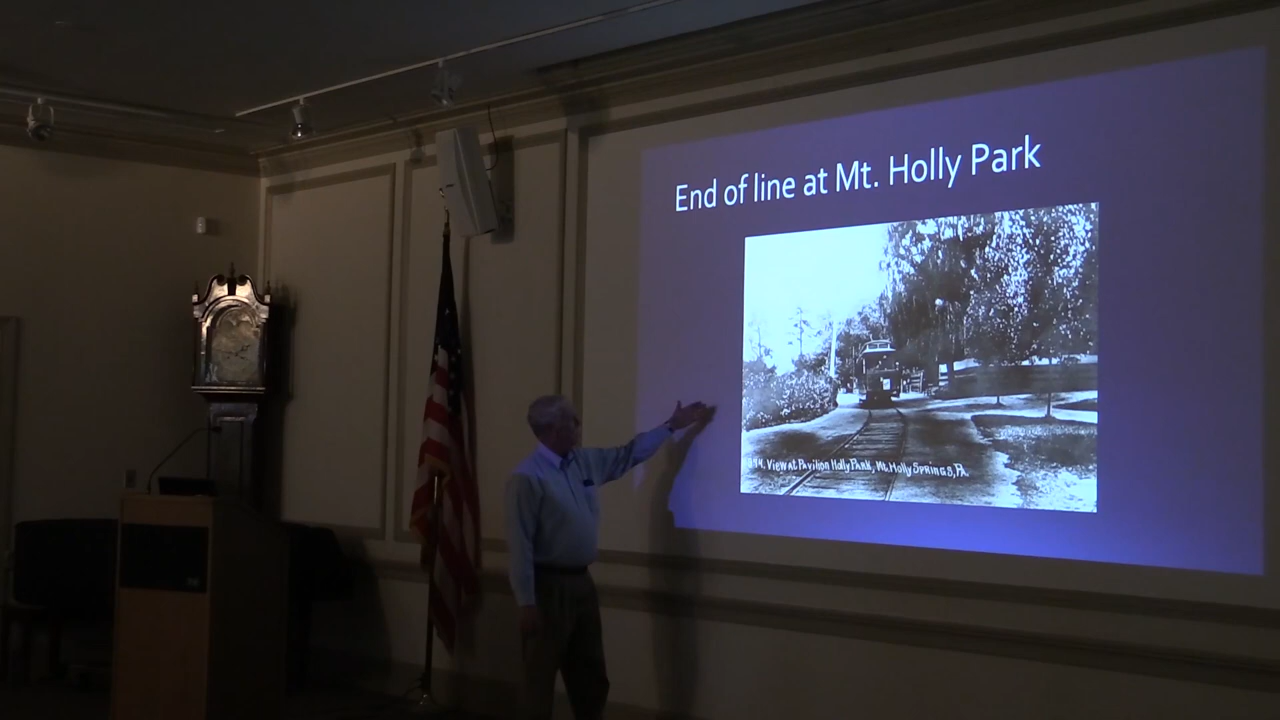 End of line at Mt. Holly Park
View at Pavilion Holly Park, Mt. Holly Springs, Pa.